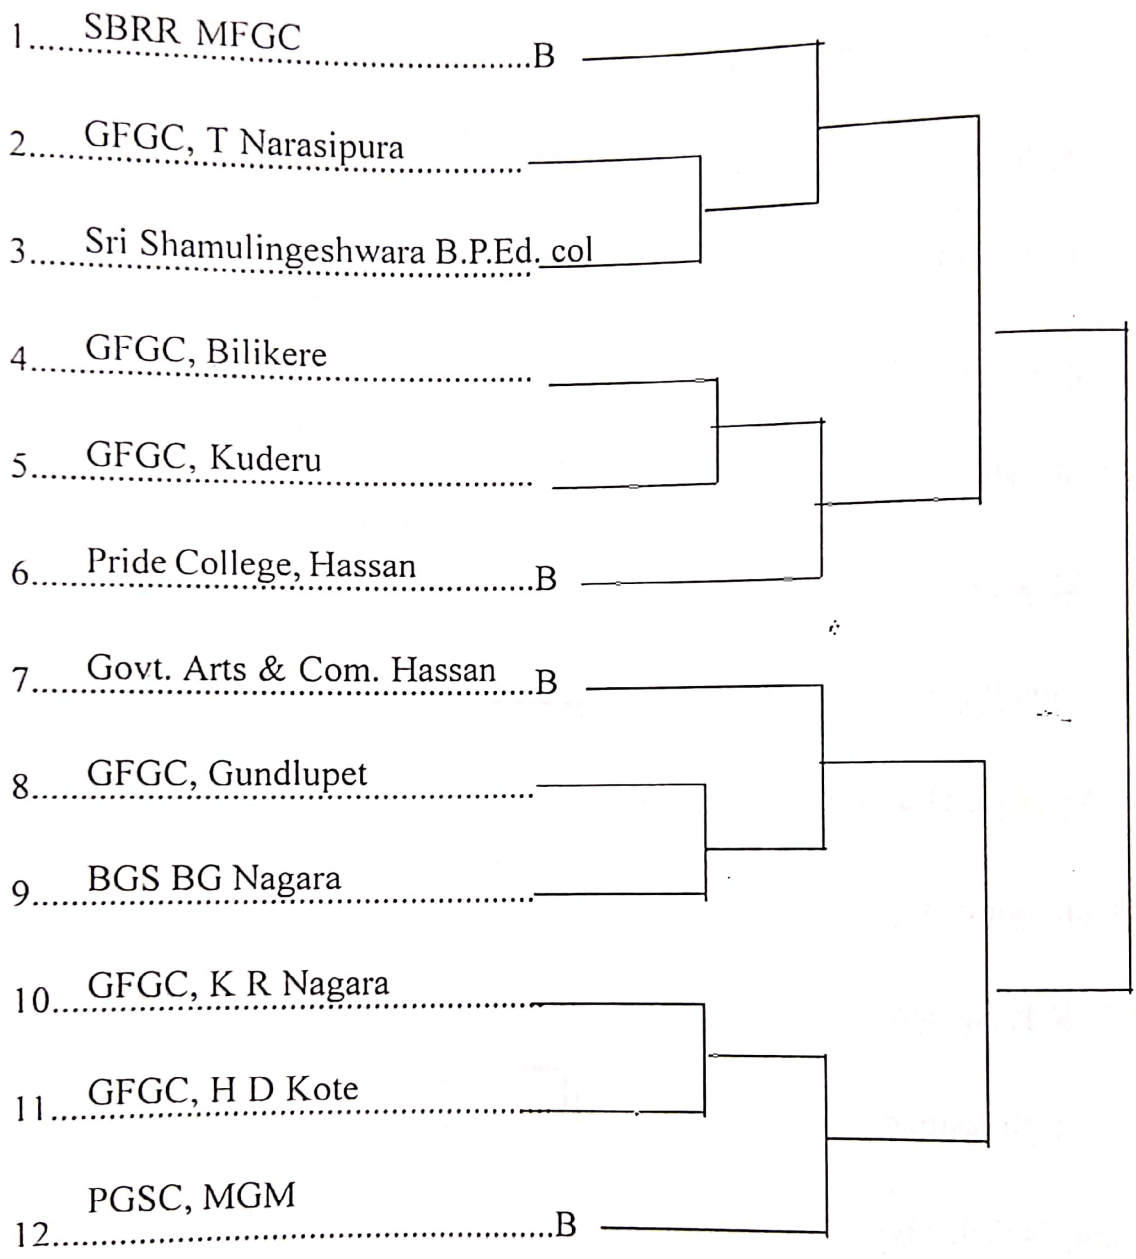 1 SBRR MFGC B
2 GFGC, T Narasipura
3 Sri Shamulingeshwara B.P.Ed. col
4 GFGC, Bilikere
5 GFGC, Kuderu
6 Pride College, Hassan B
7 Govt. Arts & Com. Hassan B
8 GFGC, Gundlupet
9 BGS BG Nagara
10 GFGC, K R Nagara
11 GFGC, H D Kote
12 PGSC, MGM B